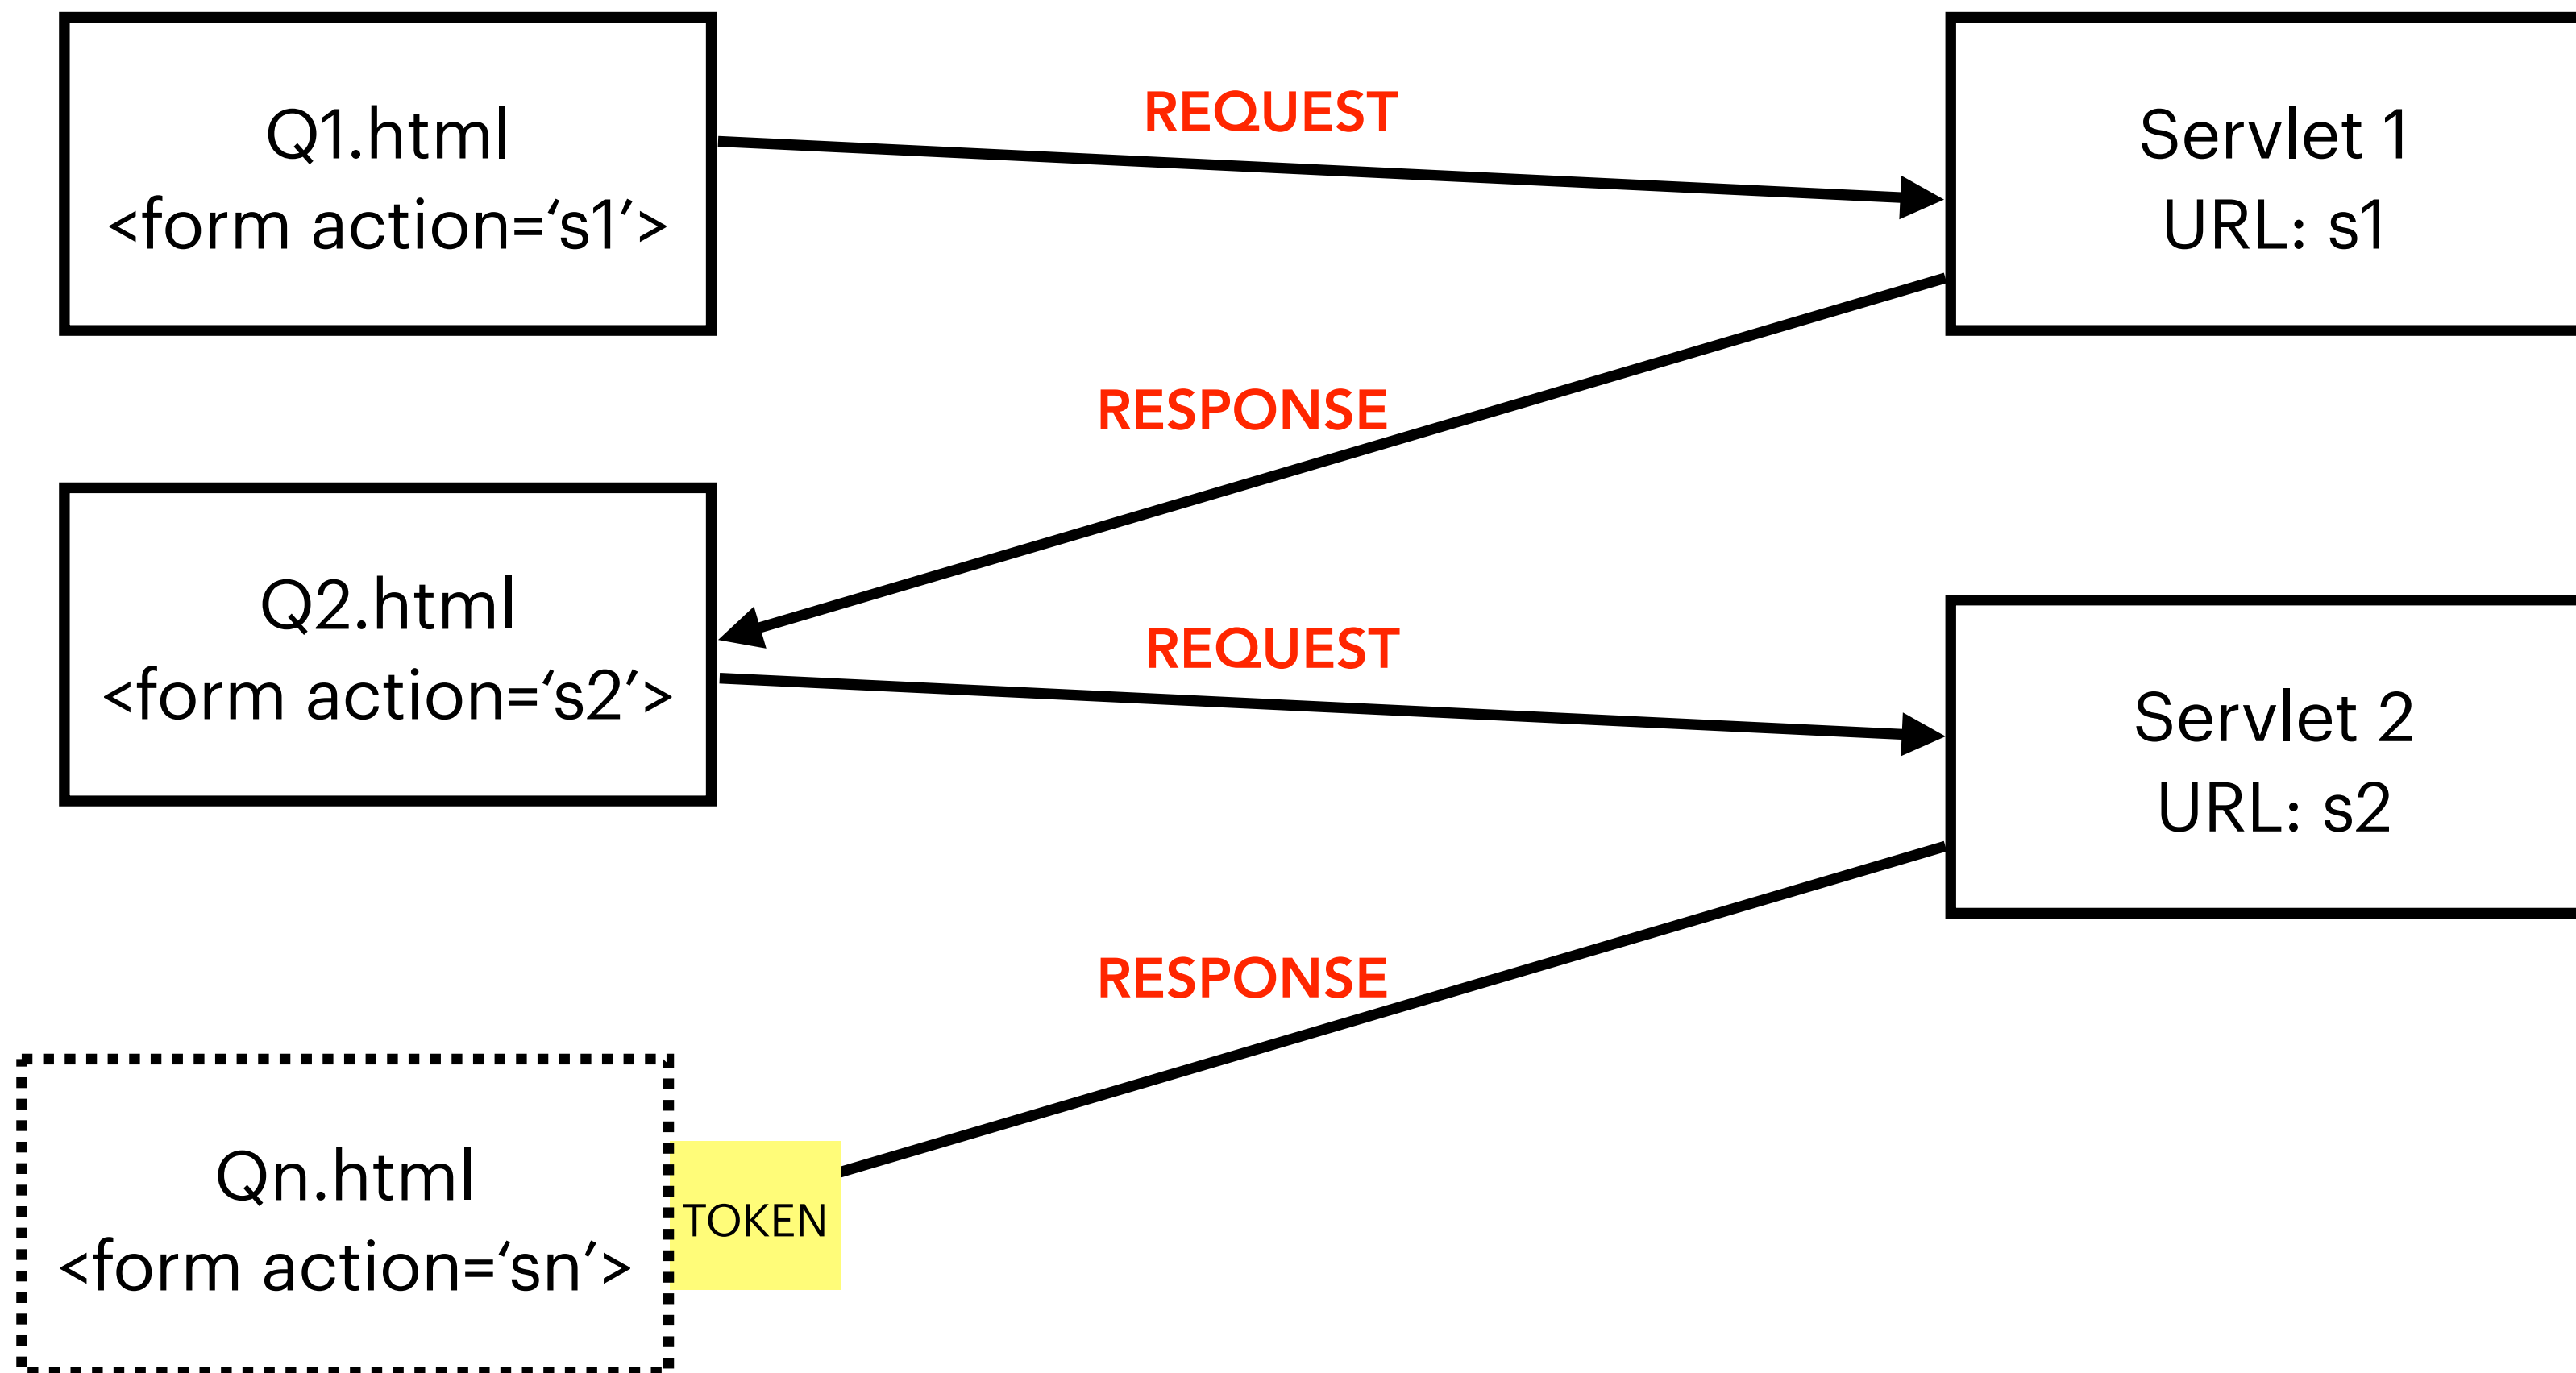 Q1.html
<form action=‘s1’>
REQUEST
Servlet 1
URL: s1
RESPONSE
Q2.html
<form action=‘s2’>
REQUEST
Servlet 2
URL: s2
RESPONSE
Qn.html
<form action=‘sn’>
TOKEN